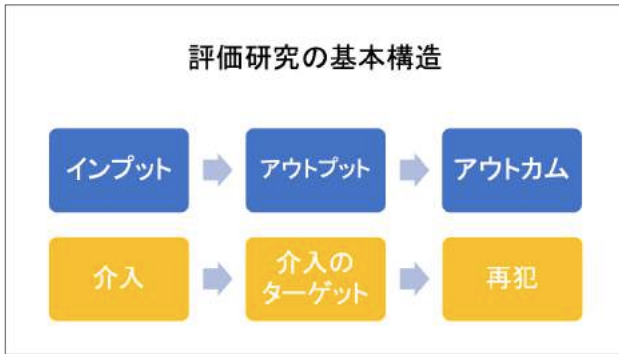 評価研究の基本構造
インプット
アウトプット
アウトカム
介入
介入の
ターゲット
再犯